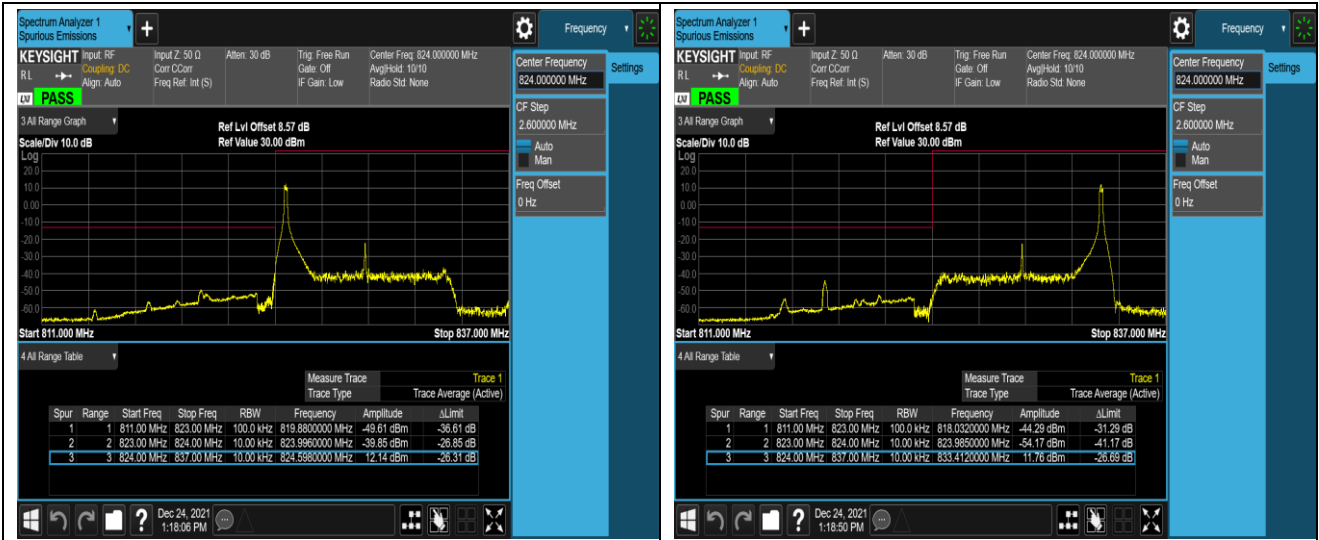 Spectrum Analyzer 1
Spurious Emissions
+
Frequency
KEYSIGHT Input: RF Input Z: 50 Ω Atten: 30 dB Trig: Free Run Center Freq: 824.000000 MHz
Coupling: DC Corr CCorr Gate: Off Avg|Hold: 10/10
RL Align: Auto Freq Ref: Int (S) IF Gain: Low Radio Std: None
LXI PASS
Center Frequency
824.000000 MHz
Settings
CF Step
2.600000 MHz
Auto
Man
Freq Offset
0 Hz
3 All Range Graph
Ref Lvl Offset 8.57 dB
Scale/Div 10.0 dB Ref Value 30.00 dBm
Log
20.0
10.0
0.00
-10.0
-20.0
-30.0
-40.0
-50.0
-60.0
Start 811.000 MHz Stop 837.000 MHz
4 All Range Table
Measure Trace Trace 1
Trace Type Trace Average (Active)
Spur Range Start Freq Stop Freq RBW Frequency Amplitude ΔLimit
1 1 811.00 MHz 823.00 MHz 100.0 kHz 819.8800000 MHz -49.61 dBm -36.61 dB
2 2 823.00 MHz 824.00 MHz 10.00 kHz 823.9960000 MHz -39.85 dBm -26.85 dB
3 3 824.00 MHz 837.00 MHz 10.00 kHz 824.5980000 MHz 12.14 dBm -26.31 dB
?
Dec 24, 2021
1:18:06 PM
Spectrum Analyzer 1
Spurious Emissions
+
Frequency
KEYSIGHT Input: RF Input Z: 50 Ω Atten: 30 dB Trig: Free Run Center Freq: 824.000000 MHz
Coupling: DC Corr CCorr Gate: Off Avg|Hold: 10/10
RL Align: Auto Freq Ref: Int (S) IF Gain: Low Radio Std: None
LXI PASS
Center Frequency
824.000000 MHz
Settings
CF Step
2.600000 MHz
Auto
Man
Freq Offset
0 Hz
3 All Range Graph
Ref Lvl Offset 8.57 dB
Scale/Div 10.0 dB Ref Value 30.00 dBm
Log
20.0
10.0
0.00
-10.0
-20.0
-30.0
-40.0
-50.0
-60.0
Start 811.000 MHz Stop 837.000 MHz
4 All Range Table
Measure Trace Trace 1
Trace Type Trace Average (Active)
Spur Range Start Freq Stop Freq RBW Frequency Amplitude ΔLimit
1 1 811.00 MHz 823.00 MHz 100.0 kHz 818.0320000 MHz -44.29 dBm -31.29 dB
2 2 823.00 MHz 824.00 MHz 10.00 kHz 823.9850000 MHz -54.17 dBm -41.17 dB
3 3 824.00 MHz 837.00 MHz 10.00 kHz 833.4120000 MHz 11.76 dBm -26.69 dB
?
Dec 24, 2021
1:18:50 PM